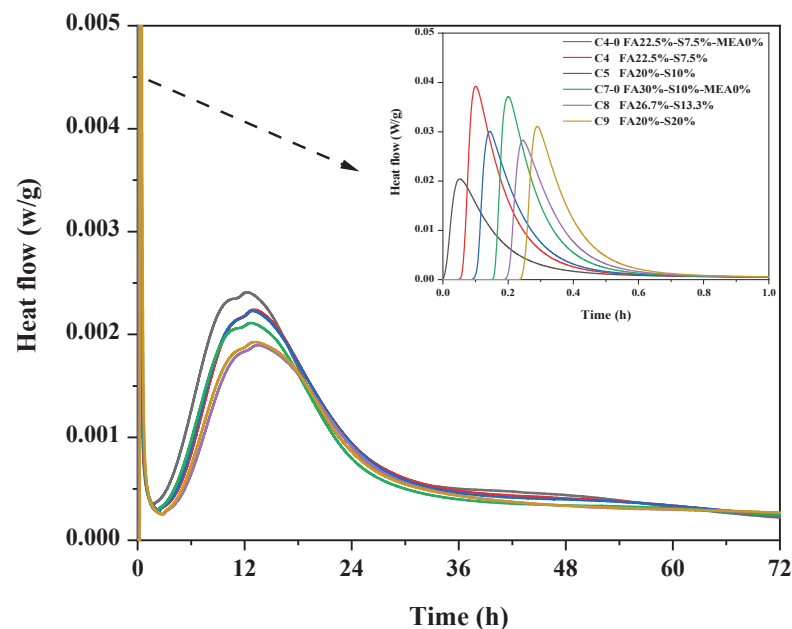 0.005
0.004
0.003
0.002
0.001
0.000
Heat flow (w/g)
0 12 24 36 48 60 72
Time (h)
0.05
0.04
0.03
0.02
0.01
0.00
Heat flow (W/g)
0.0 0.2 0.4 0.6 0.8 1.0
Time (h)
C4-0 FA22.5%-S7.5%-MEA0%
C4 FA22.5%-S7.5%
C5 FA20%-S10%
C7-0 FA30%-S10%-MEA0%
C8 FA26.7%-S13.3%
C9 FA20%-S20%